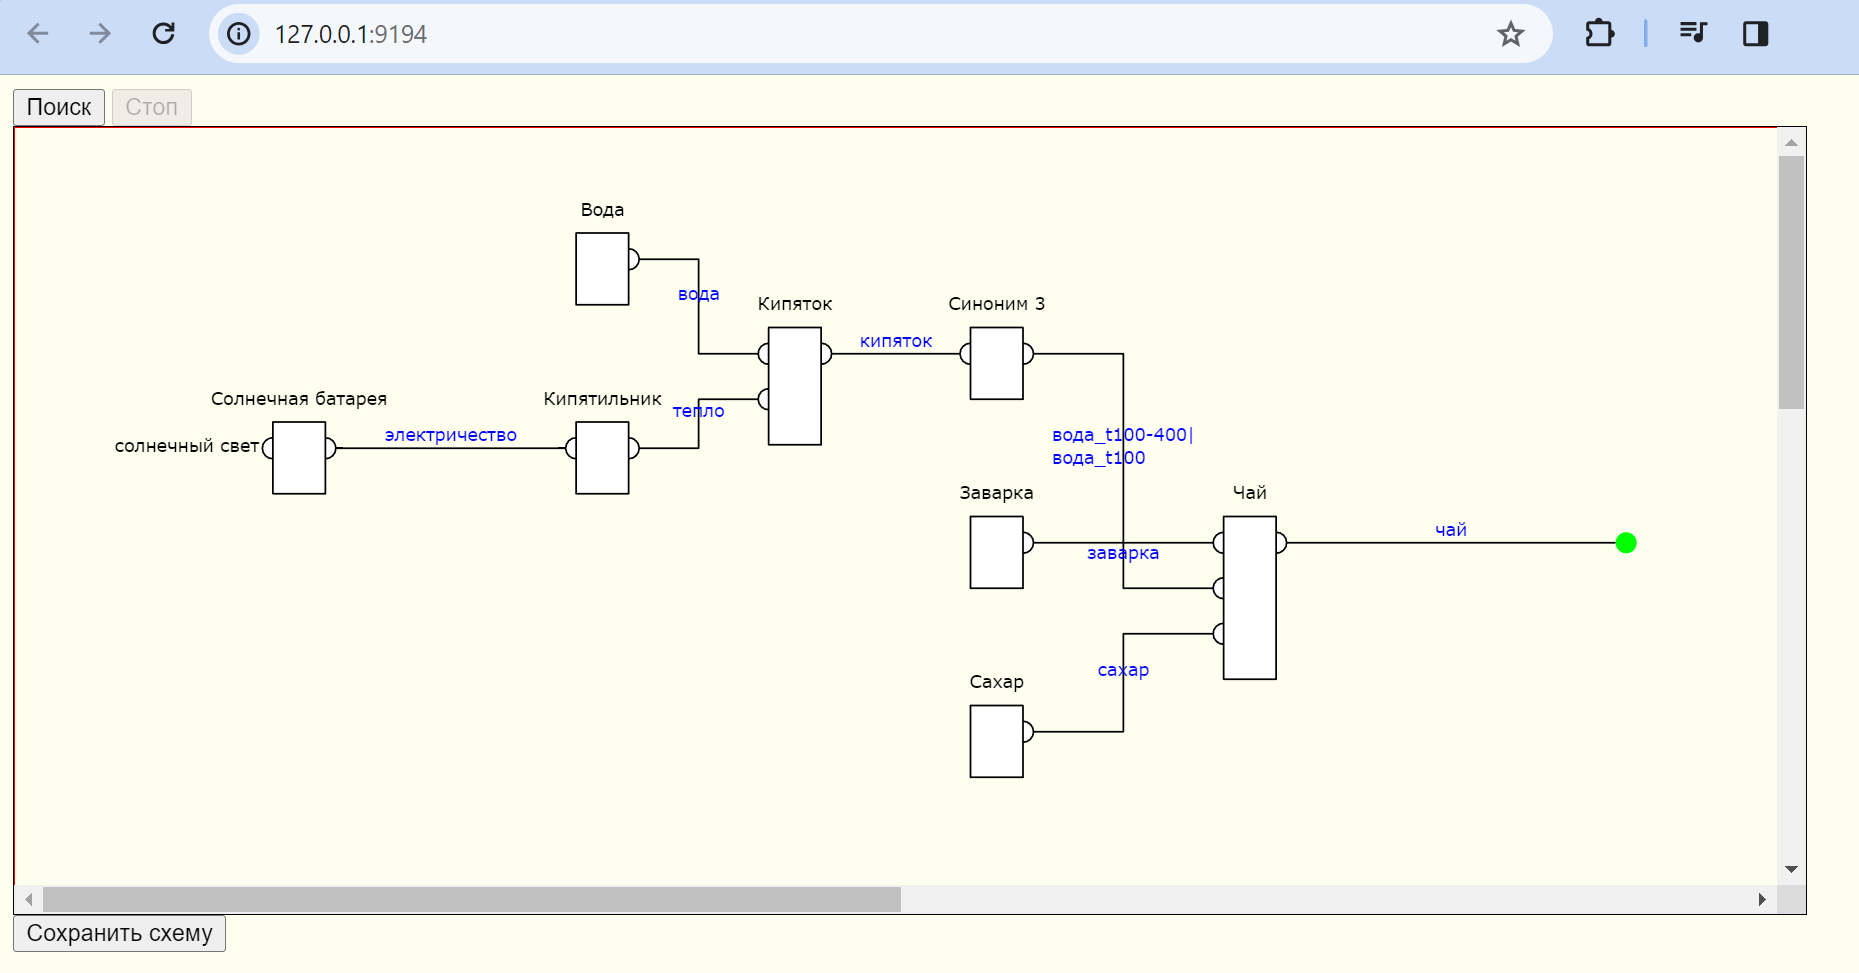 127.0.0.1:9194
Поиск
Стоп
Вода
вода
Кипяток
Синоним 3
кипяток
Солнечная батарея
Кипятильник
тепло
солнечный свет
электричество
вода_t100-400|
вода_t100
Заварка
Чай
чай
заварка
сахар
Сахар
Сохранить схему